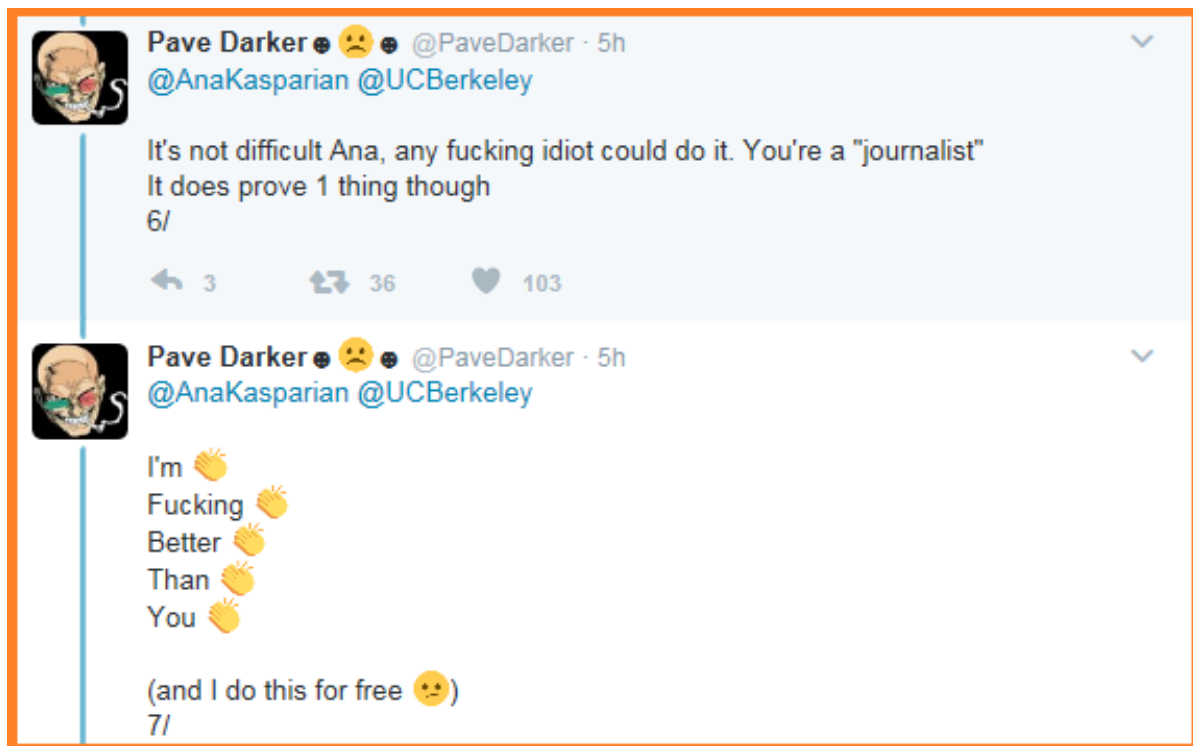 Pave Darker☻ 🙁 ☻ @PaveDarker · 5h
@AnaKasparian @UCBerkeley
It's not difficult Ana, any fucking idiot could do it. You're a "journalist"
It does prove 1 thing though
6/
3 36 103
Pave Darker☻ 🙁 ☻ @PaveDarker · 5h
@AnaKasparian @UCBerkeley
I'm 👏
Fucking 👏
Better 👏
Than 👏
You 👏
(and I do this for free 🤔)
7/